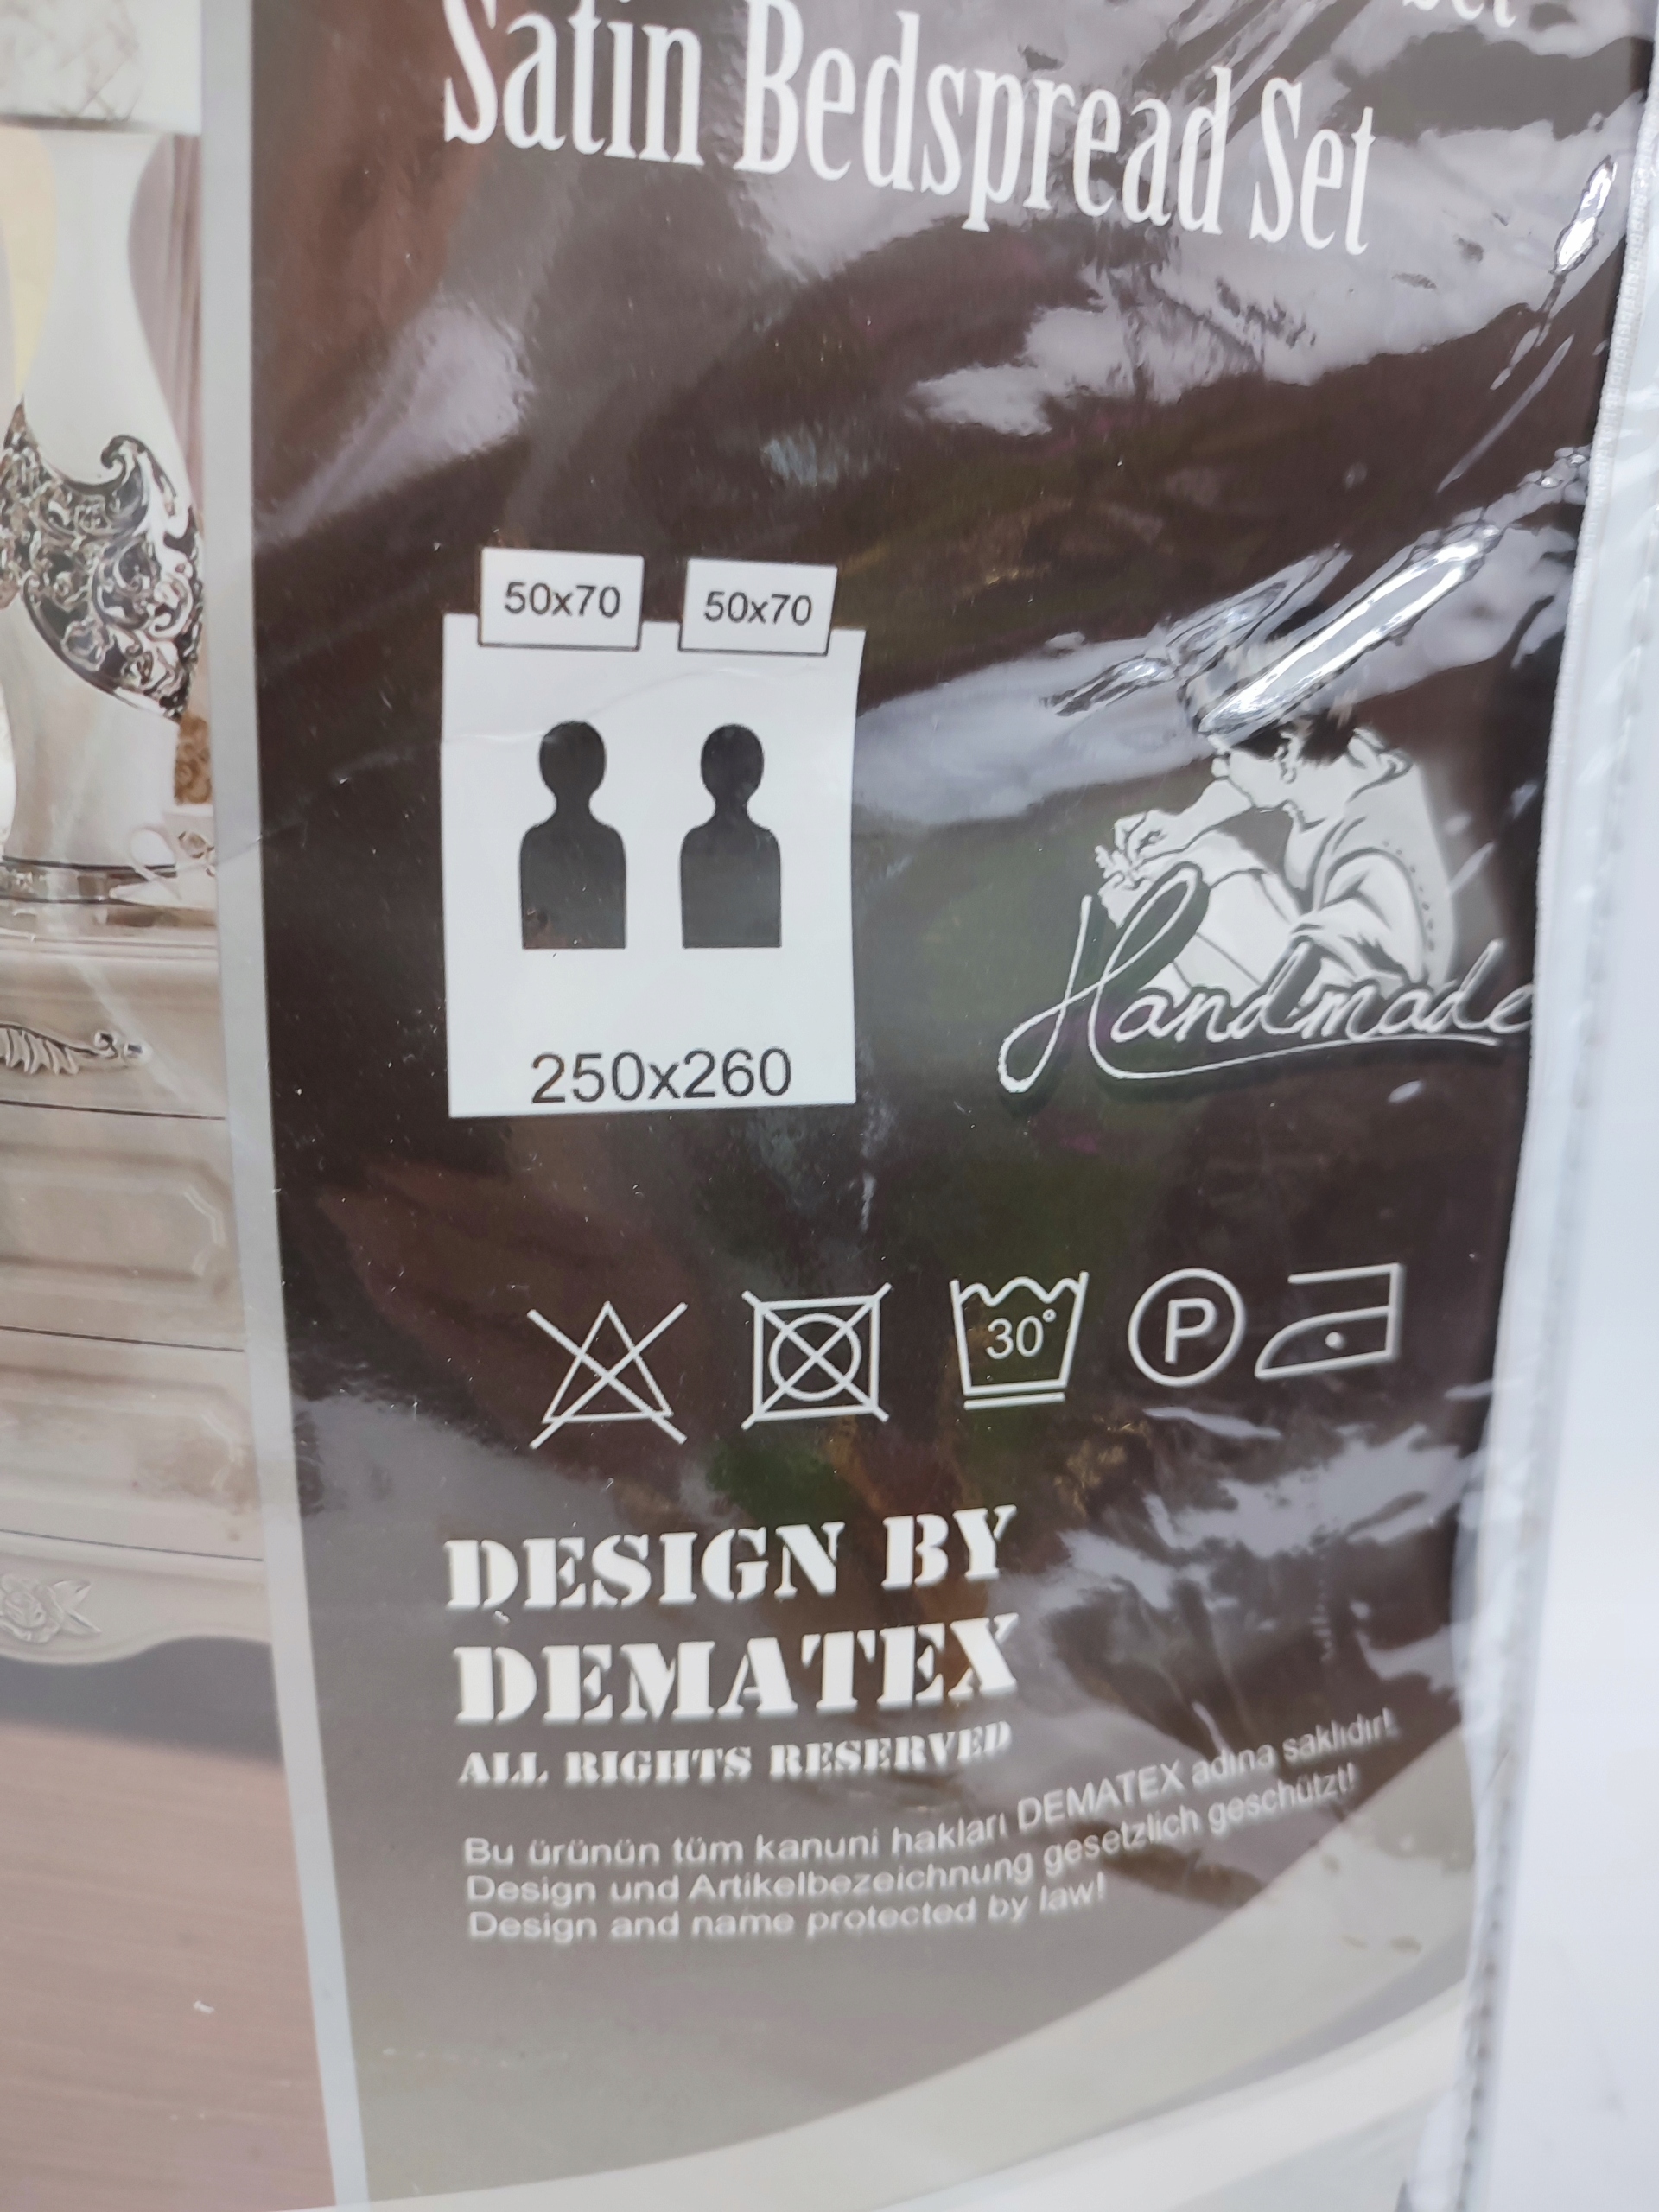 Satin Bedspread Set
50x70 50x70
250x260
Handmade
30°
P
DESIGN BY
DEMATEX
ALL RIGHTS RESERVED
Bu ürünün tüm kanuni hakları DEMATEX adına saklıdır!
Design und Artikelbezeichnung gesetzlich geschützt!
Design and name protected by law!